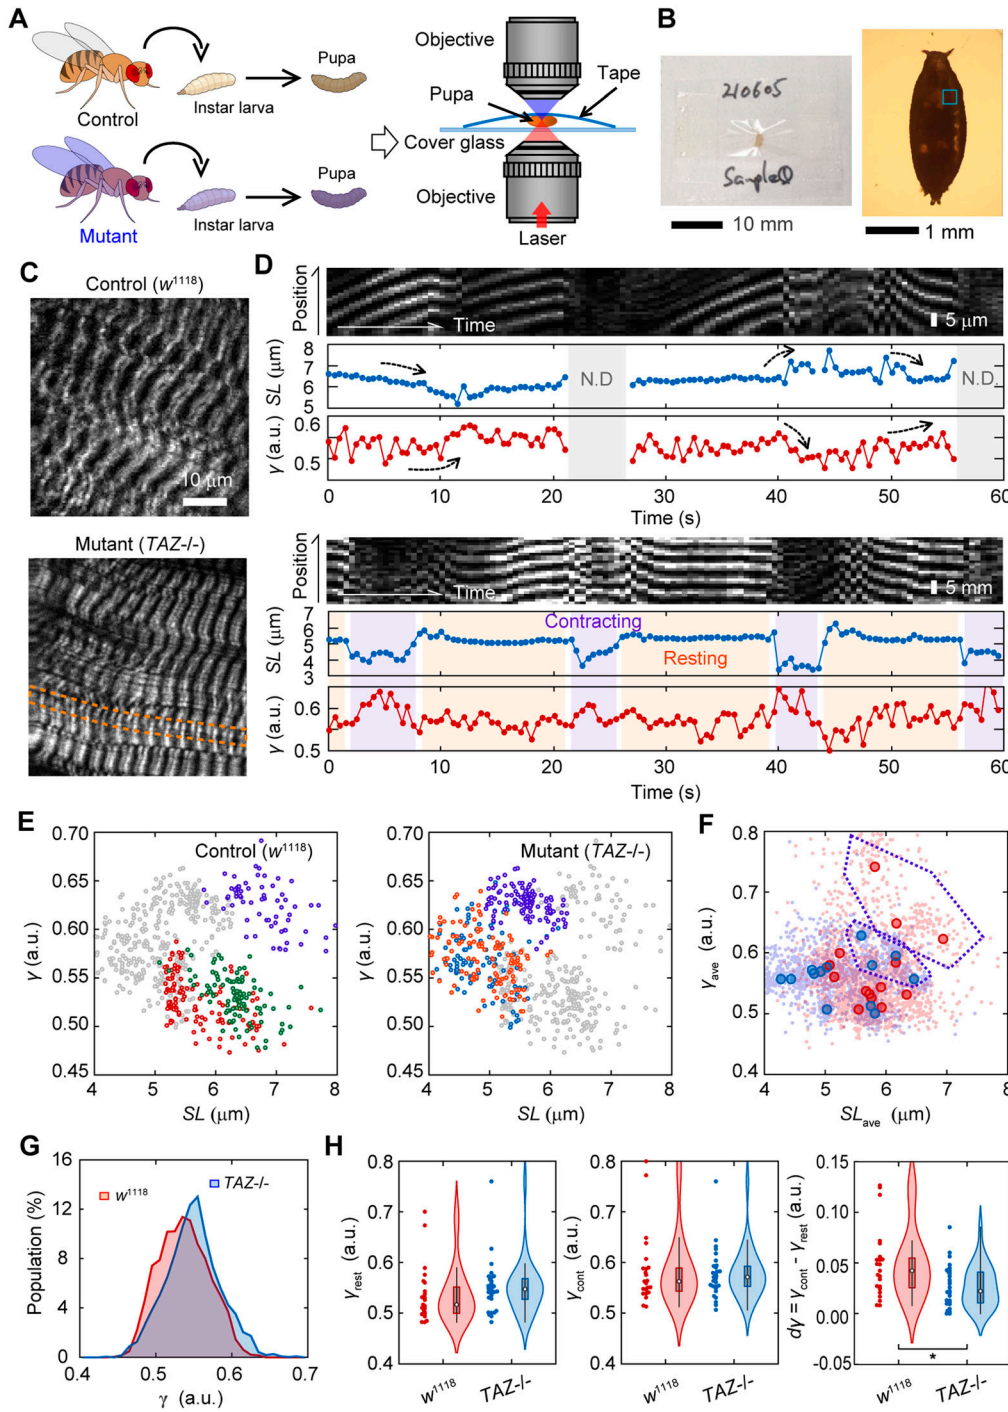 A
Control
Instar larva
Pupa
Mutant
Instar larva
Pupa
Objective
Pupa
Tape
Cover glass
Objective
Laser
B
210605
Sample
10 mm
1 mm
C
Control (w1118)
10 μm
Mutant (TAZ-/-)
D
Position
Time
5 μm
SL (μm)
8
7
6
5
N.D
N.D
γ (a.u.)
0.6
0.5
0 10 20 30 40 50 60
Time (s)
Position
Time
5 mm
SL (μm)
7
6
5
4
3
Contracting
Resting
γ (a.u.)
0.6
0.5
0 10 20 30 40 50 60
Time (s)
E
γ (a.u.)
0.70
0.65
0.60
0.55
0.50
0.45
Control (w1118)
4 5 6 7 8
SL (μm)
γ (a.u.)
0.70
0.65
0.60
0.55
0.50
0.45
Mutant (TAZ-/-)
4 5 6 7 8
SL (μm)
F
γave (a.u.)
0.8
0.7
0.6
0.5
0.4
4 5 6 7 8
SLave (μm)
G
Population (%)
16
12
8
4
0
w1118
TAZ-/-
0.4 0.5 0.6 0.7
γ (a.u.)
H
γrest (a.u.)
0.8
0.7
0.6
0.5
0.4
w1118 TAZ-/-
γcont (a.u.)
0.8
0.7
0.6
0.5
0.4
w1118 TAZ-/-
dγ = γcont - γrest (a.u.)
0.15
0.10
0.05
0.00
-0.05
*
w1118 TAZ-/-